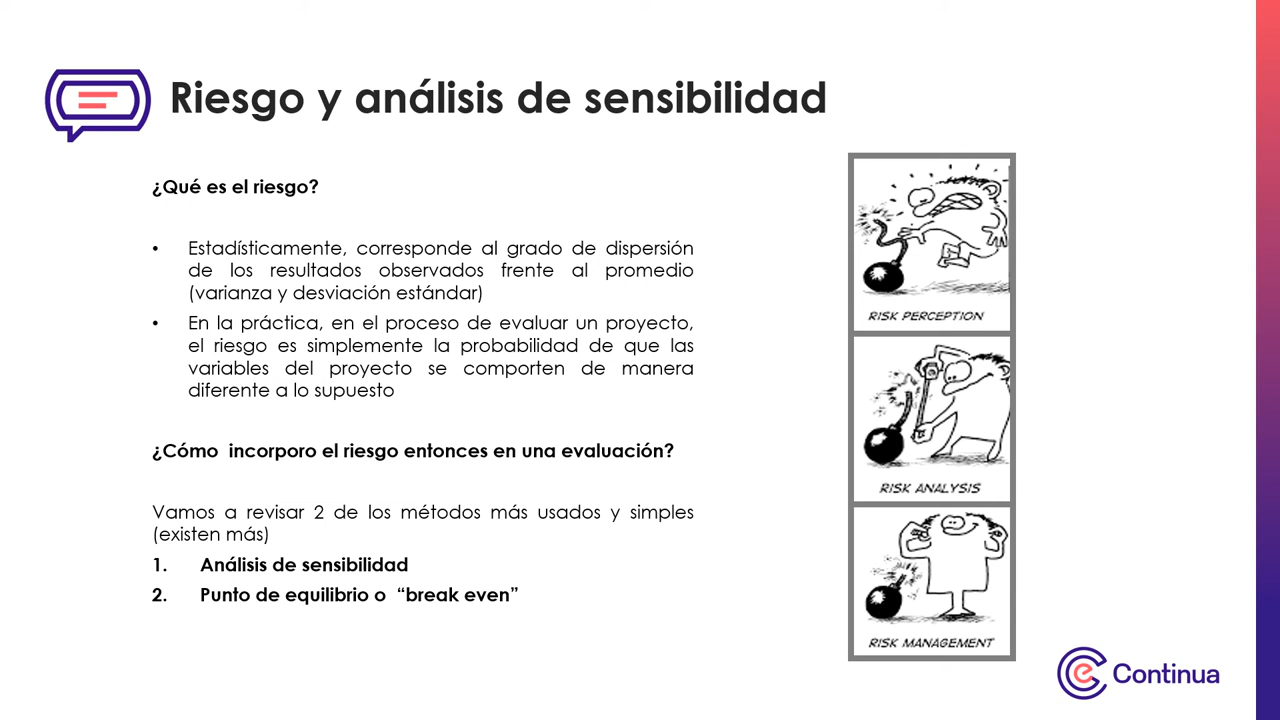 Riesgo y análisis de sensibilidad
¿Qué es el riesgo?
• Estadísticamente, corresponde al grado de dispersión
de los resultados observados frente al promedio
(varianza y desviación estándar)
• En la práctica, en el proceso de evaluar un proyecto,
el riesgo es simplemente la probabilidad de que las
variables del proyecto se comporten de manera
diferente a lo supuesto
¿Cómo  incorporo el riesgo entonces en una evaluación?
Vamos a revisar 2 de los métodos más usados y simples
(existen más)
1. Análisis de sensibilidad
2. Punto de equilibrio o  “break even”
RISK PERCEPTION
RISK ANALYSIS
RISK MANAGEMENT
e Continua